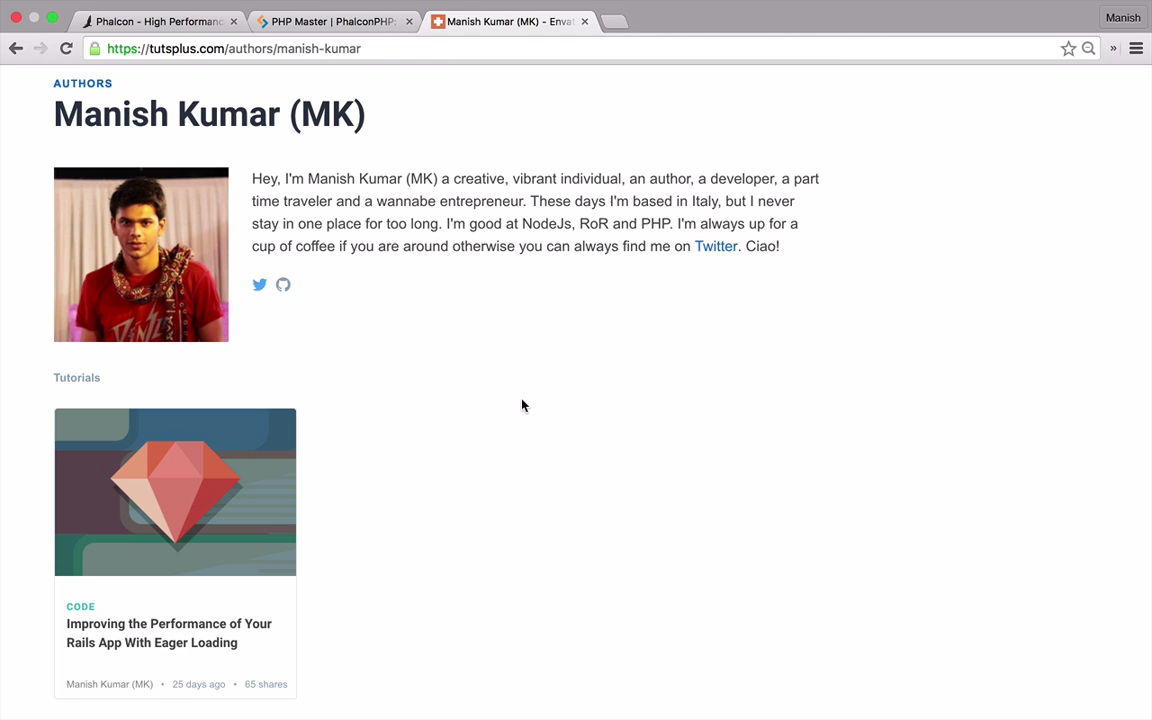 Phalcon - High Performanc
PHP Master | PhalconPHP:
Manish Kumar (MK) - Enva
Manish
https://tutsplus.com/authors/manish-kumar
»
AUTHORS
Manish Kumar (MK)
Hey, I'm Manish Kumar (MK) a creative, vibrant individual, an author, a developer, a part
time traveler and a wannabe entrepreneur. These days I'm based in Italy, but I never
stay in one place for too long. I'm good at NodeJs, RoR and PHP. I'm always up for a
cup of coffee if you are around otherwise you can always find me on Twitter. Ciao!
Tutorials
CODE
Improving the Performance of Your
Rails App With Eager Loading
Manish Kumar (MK) • 25 days ago • 65 shares